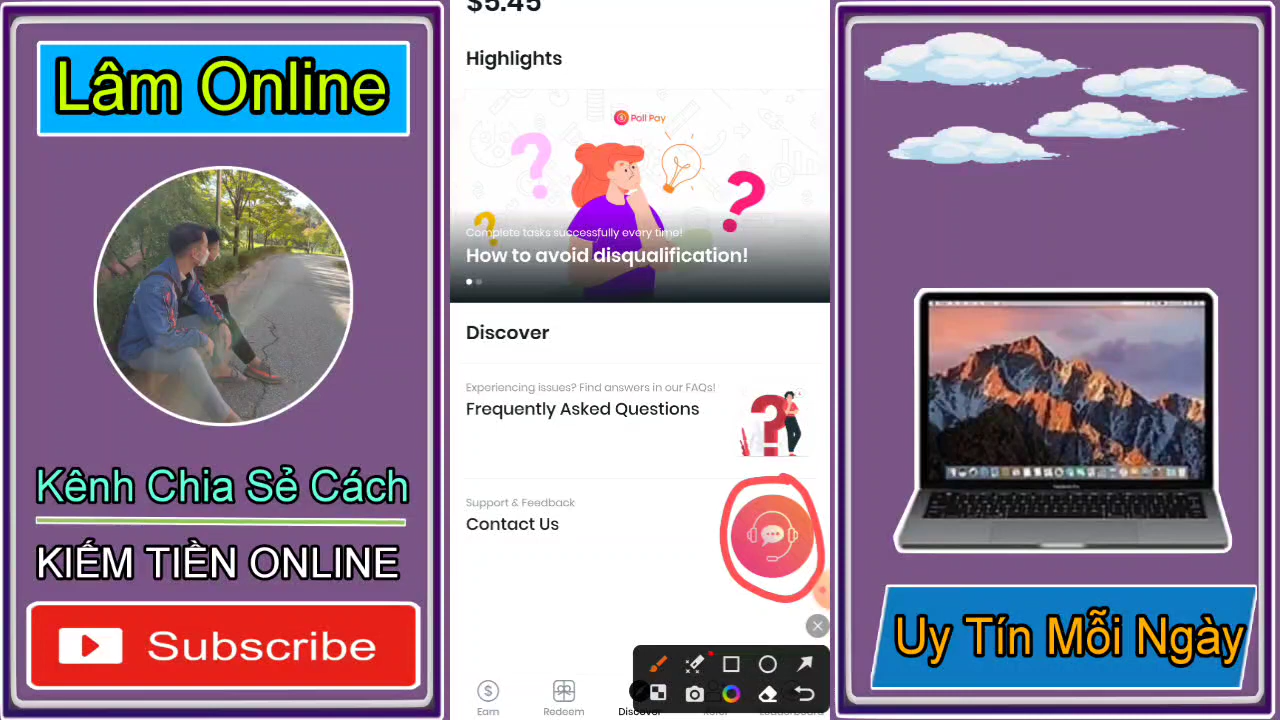 Lâm Online
Kênh Chia Sẻ Cách
KIẾM TIỀN ONLINE
Subscribe
$5.45
Highlights
Poll Pay
Complete tasks successfully every time!
How to avoid disqualification!
Discover
Experiencing issues? Find answers in our FAQs!
Frequently Asked Questions
Support & Feedback
Contact Us
Earn
Redeem
Discover
Uy Tín Mỗi Ngày